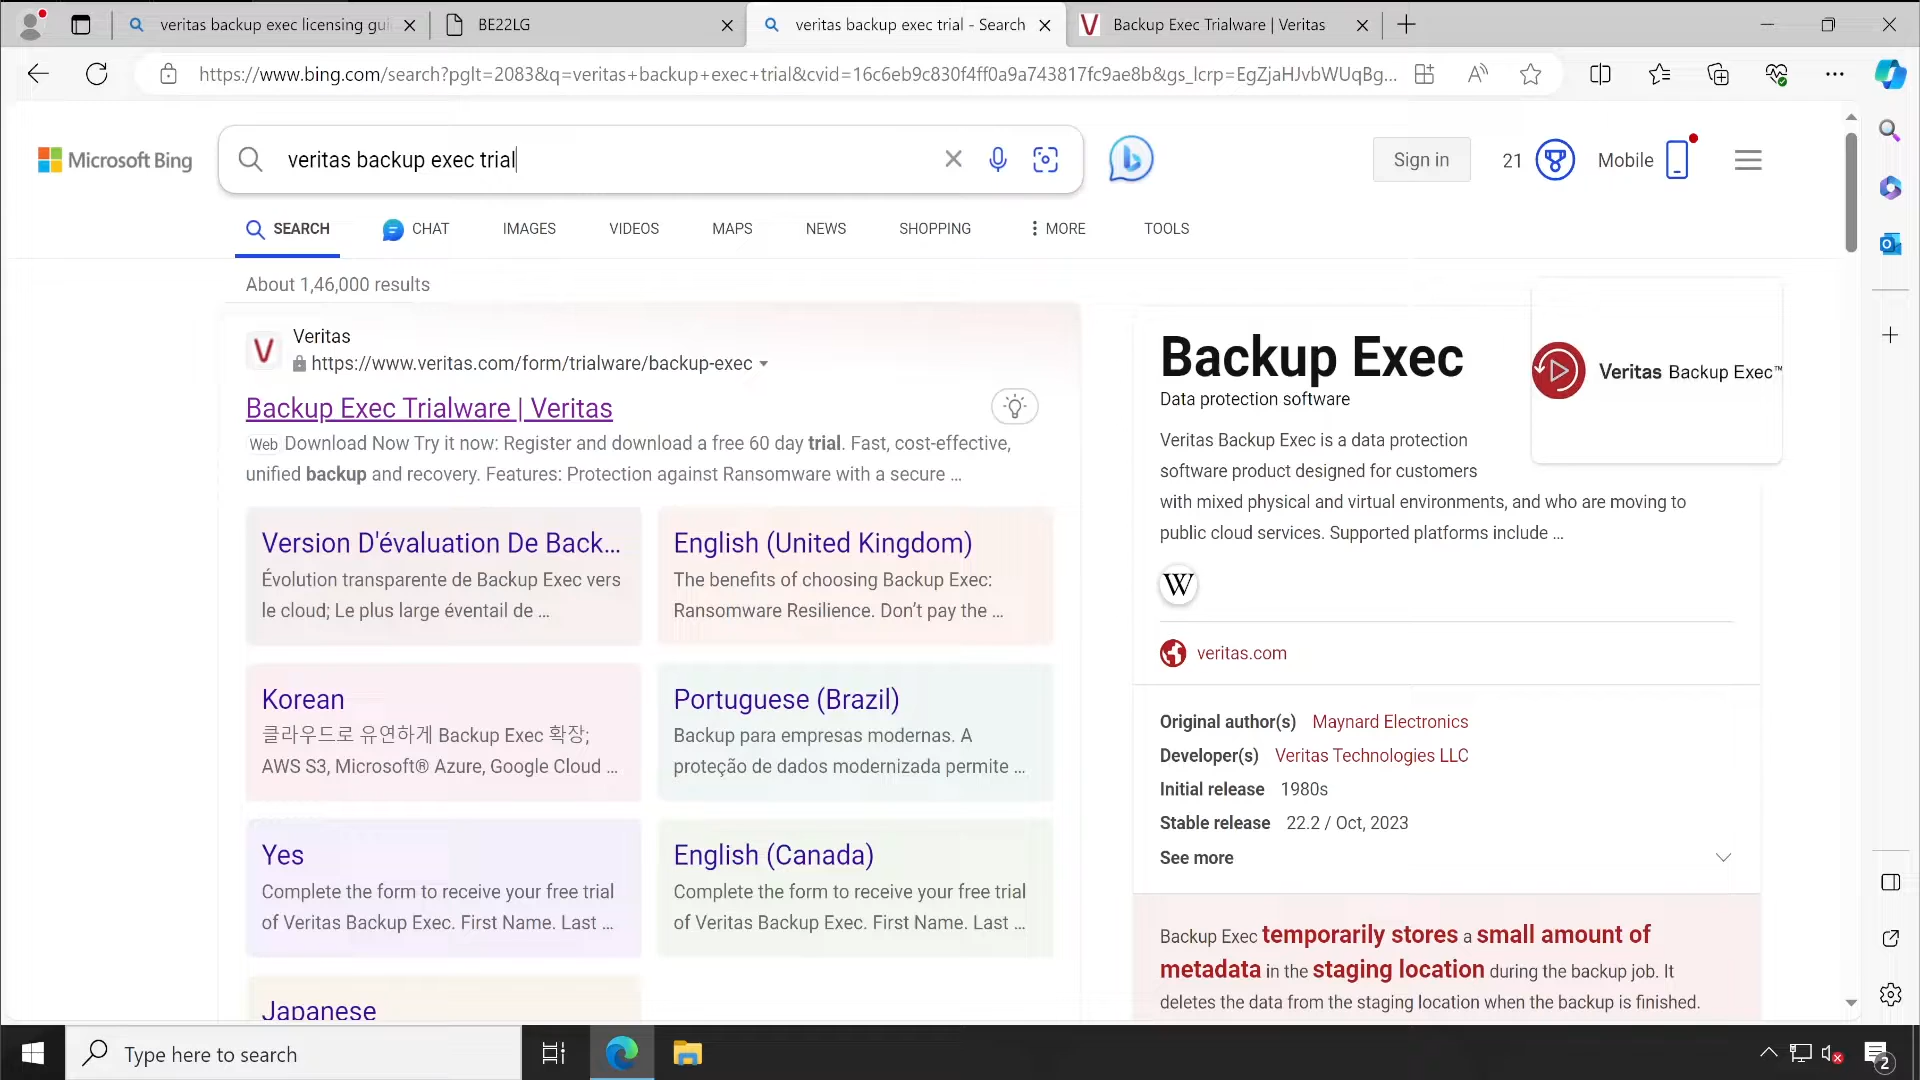 veritas backup exec licensing gui
BE22LG
veritas backup exec trial - Search
Backup Exec Trialware | Veritas
https://www.bing.com/search?pglt=2083&q=veritas+backup+exec+trial&cvid=16c6eb9c830f4ff0a9a743817fc9ae8b&gs_lcrp=EgZjaHJvbWUqBg...
Microsoft Bing
veritas backup exec trial
Sign in
21
Mobile
SEARCH
CHAT
IMAGES
VIDEOS
MAPS
NEWS
SHOPPING
MORE
TOOLS
About 1,46,000 results
Veritas
https://www.veritas.com/form/trialware/backup-exec
Backup Exec Trialware | Veritas
Web Download Now Try it now: Register and download a free 60 day trial. Fast, cost-effective,
unified backup and recovery. Features: Protection against Ransomware with a secure ...
Version D'évaluation De Back...
Évolution transparente de Backup Exec vers
le cloud; Le plus large éventail de ...
English (United Kingdom)
The benefits of choosing Backup Exec:
Ransomware Resilience. Don’t pay the ...
Korean
클라우드로 유연하게 Backup Exec 확장;
AWS S3, Microsoft® Azure, Google Cloud ...
Portuguese (Brazil)
Backup para empresas modernas. A
proteção de dados modernizada permite ...
Yes
Complete the form to receive your free trial
of Veritas Backup Exec. First Name. Last ...
English (Canada)
Complete the form to receive your free trial
of Veritas Backup Exec. First Name. Last ...
Japanese
Backup Exec
Data protection software
Veritas Backup Exec™
Veritas Backup Exec is a data protection
software product designed for customers
with mixed physical and virtual environments, and who are moving to
public cloud services. Supported platforms include ...
W
veritas.com
Original author(s) Maynard Electronics
Developer(s) Veritas Technologies LLC
Initial release 1980s
Stable release 22.2 / Oct, 2023
See more
Backup Exec temporarily stores a small amount of
metadata in the staging location during the backup job. It
deletes the data from the staging location when the backup is finished.
Type here to search
2